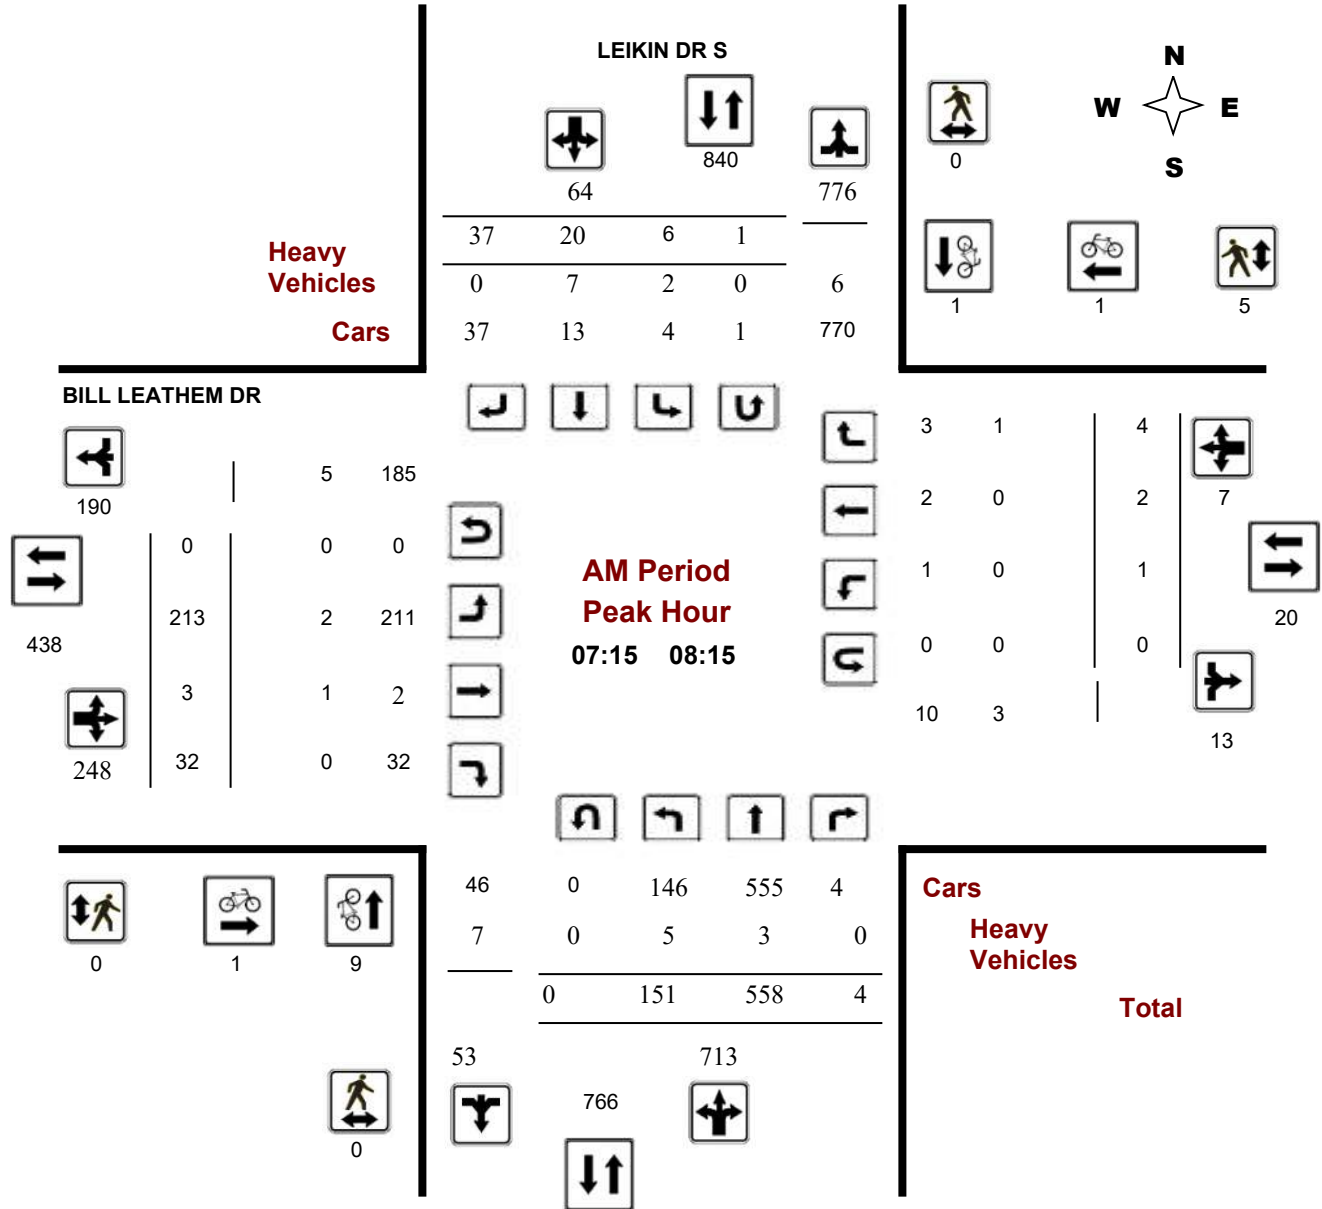 LEIKIN DR S
N
W E
S
840
0
64 776
37 20 6 1
Heavy
Vehicles
0 7 2 0 6
1 1 5
Cars 37 13 4 1 770
BILL LEATHEM DR
3 1 4
5 185
190
2 0 2 7
0 0 0
AM Period
1 0 1
Peak Hour
213 2 211
20
438
07:15 08:15
0 0 0
3 1 2
10 3
13
248 32 0 32
46 0 146 555 4
Cars
7 0 5 3 0
Heavy
Vehicles
0 1 9
0 151 558 4
Total
53 713
766
0